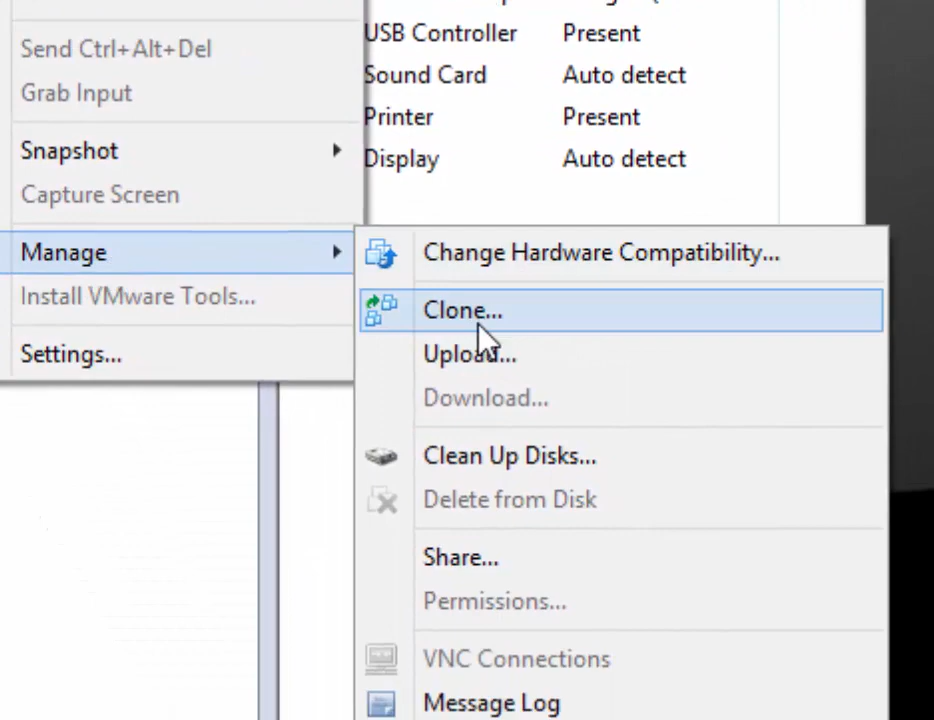 USB Controller Present
Send Ctrl+Alt+Del
Sound Card Auto detect
Grab Input
Printer Present
Snapshot
Display Auto detect
Capture Screen
Manage
Change Hardware Compatibility...
Install VMware Tools...
Clone...
Settings...
Upload...
Download...
Clean Up Disks...
Delete from Disk
Share...
Permissions...
VNC Connections
Message Log